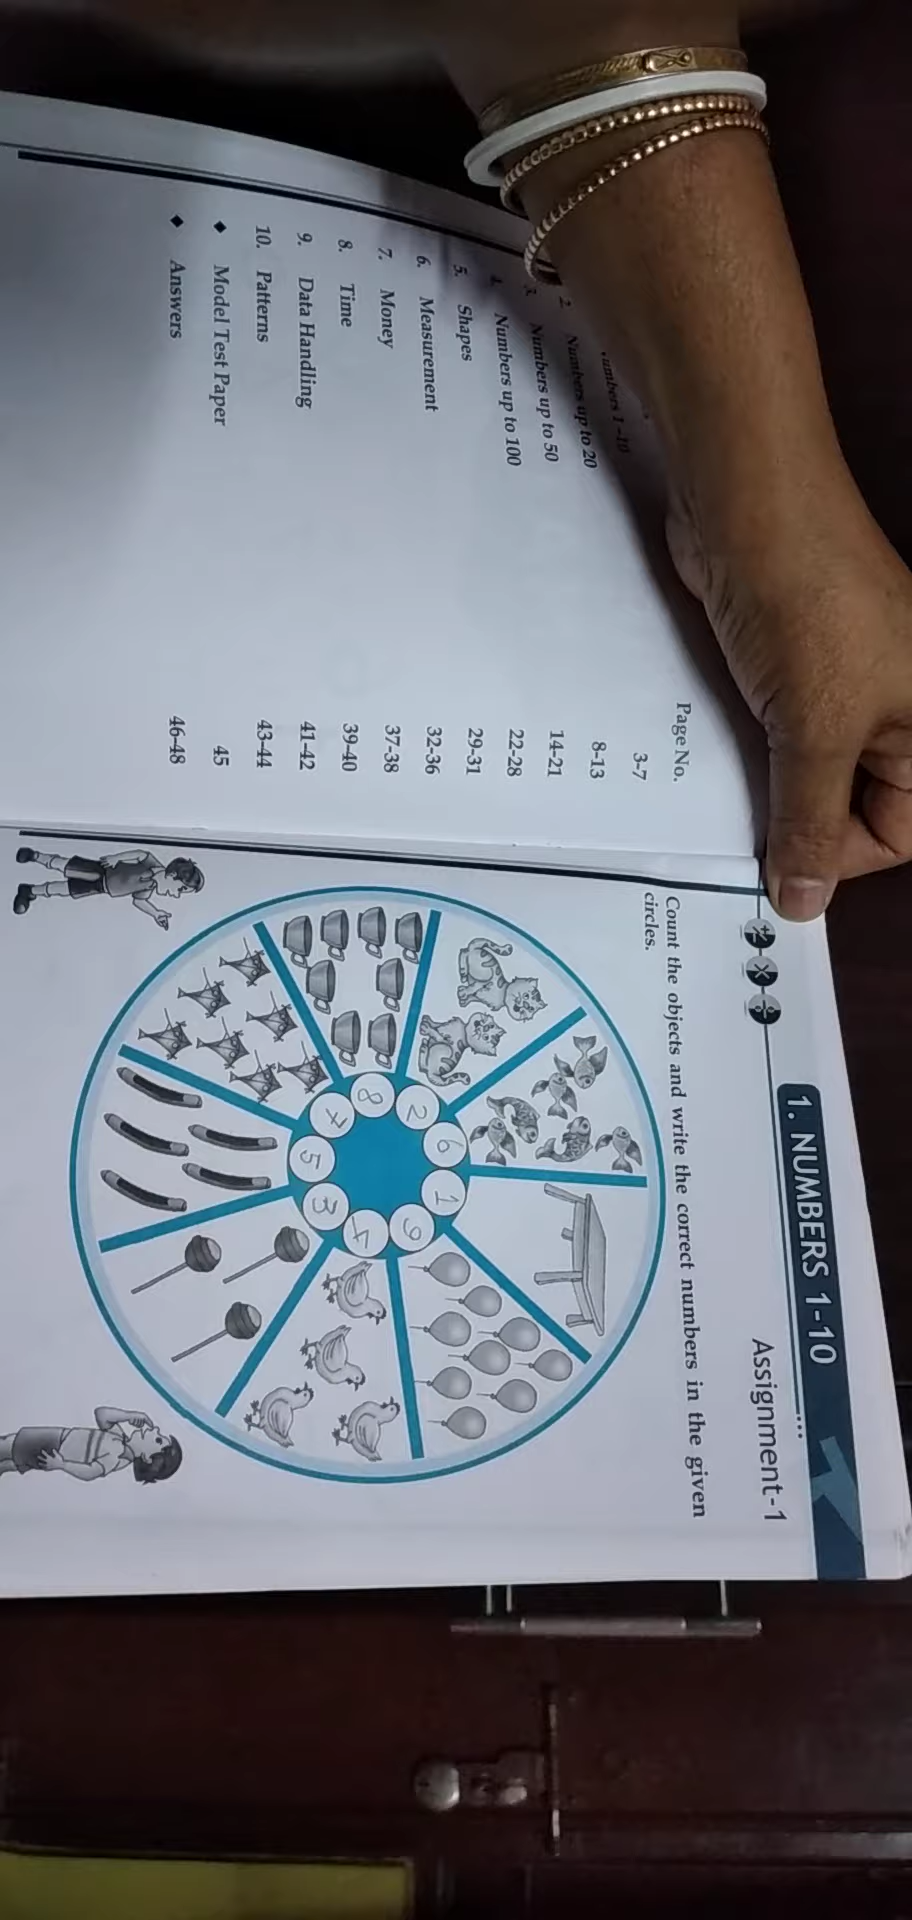 Page No.
umbers 1-10 3-7
2. Numbers up to 20 8-13
3. Numbers up to 50 14-21
4. Numbers up to 100 22-28
5. Shapes 29-31
6. Measurement 32-36
7. Money 37-38
8. Time 39-40
9. Data Handling 41-42
10. Patterns 43-44
◆ Model Test Paper 45
◆ Answers 46-48
1. NUMBERS 1-10
Assignment-1
Count the objects and write the correct numbers in the given
circles.
6
1
9
4
3
5
7
8
2